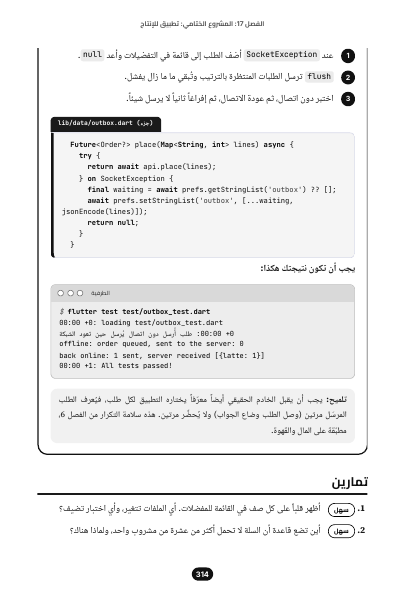 الفصل 17: المشروع الختامي: تطبيق للإنتاج
1 عند SocketException أضف الطلب إلى قائمة في التفضيلات وأعد null.
2 flush ترسل الطلبات المنتظرة بالترتيب وتُبقي ما ما زال يفشل.
3 اختبر دون اتصال، ثم عودة الاتصال، ثم إفراغاً ثانياً لا يرسل شيئاً.
lib/data/outbox.dart (جزء)
Future<Order?> place(Map<String, int> lines) async {
try {
return await api.place(lines);
} on SocketException {
final waiting = await prefs.getStringList('outbox') ?? [];
await prefs.setStringList('outbox', [...waiting,
jsonEncode(lines)]);
return null;
}
}
يجب أن تكون نتيجتك هكذا:
الطرفية
$ flutter test test/outbox_test.dart
00:00 +0: loading test/outbox_test.dart
00:00 +0: طلب أُرسل دون اتصال يُرسل حين تعود الشبكة
offline: order queued, sent to the server: 0
back online: 1 sent, server received [{latte: 1}]
00:00 +1: All tests passed!
تلميح: يجب أن يقبل الخادم الحقيقي أيضاً معرّفاً يختاره التطبيق لكل طلب، فيُعرف الطلب
المرسَل مرتين (وصل الطلب وضاع الجواب) ولا يُحضَّر مرتين. هذه سلامة التكرار من الفصل 6,
مطبّقة على المال والقهوة.
تمارين
1. سهل أظهر قلباً على كل صف في القائمة للمفضلات. أي الملفات تتغير، وأي اختبار تضيف؟
2. سهل أين تضع قاعدة أن السلة لا تحمل أكثر من عشرة من مشروب واحد، ولماذا هناك؟
314